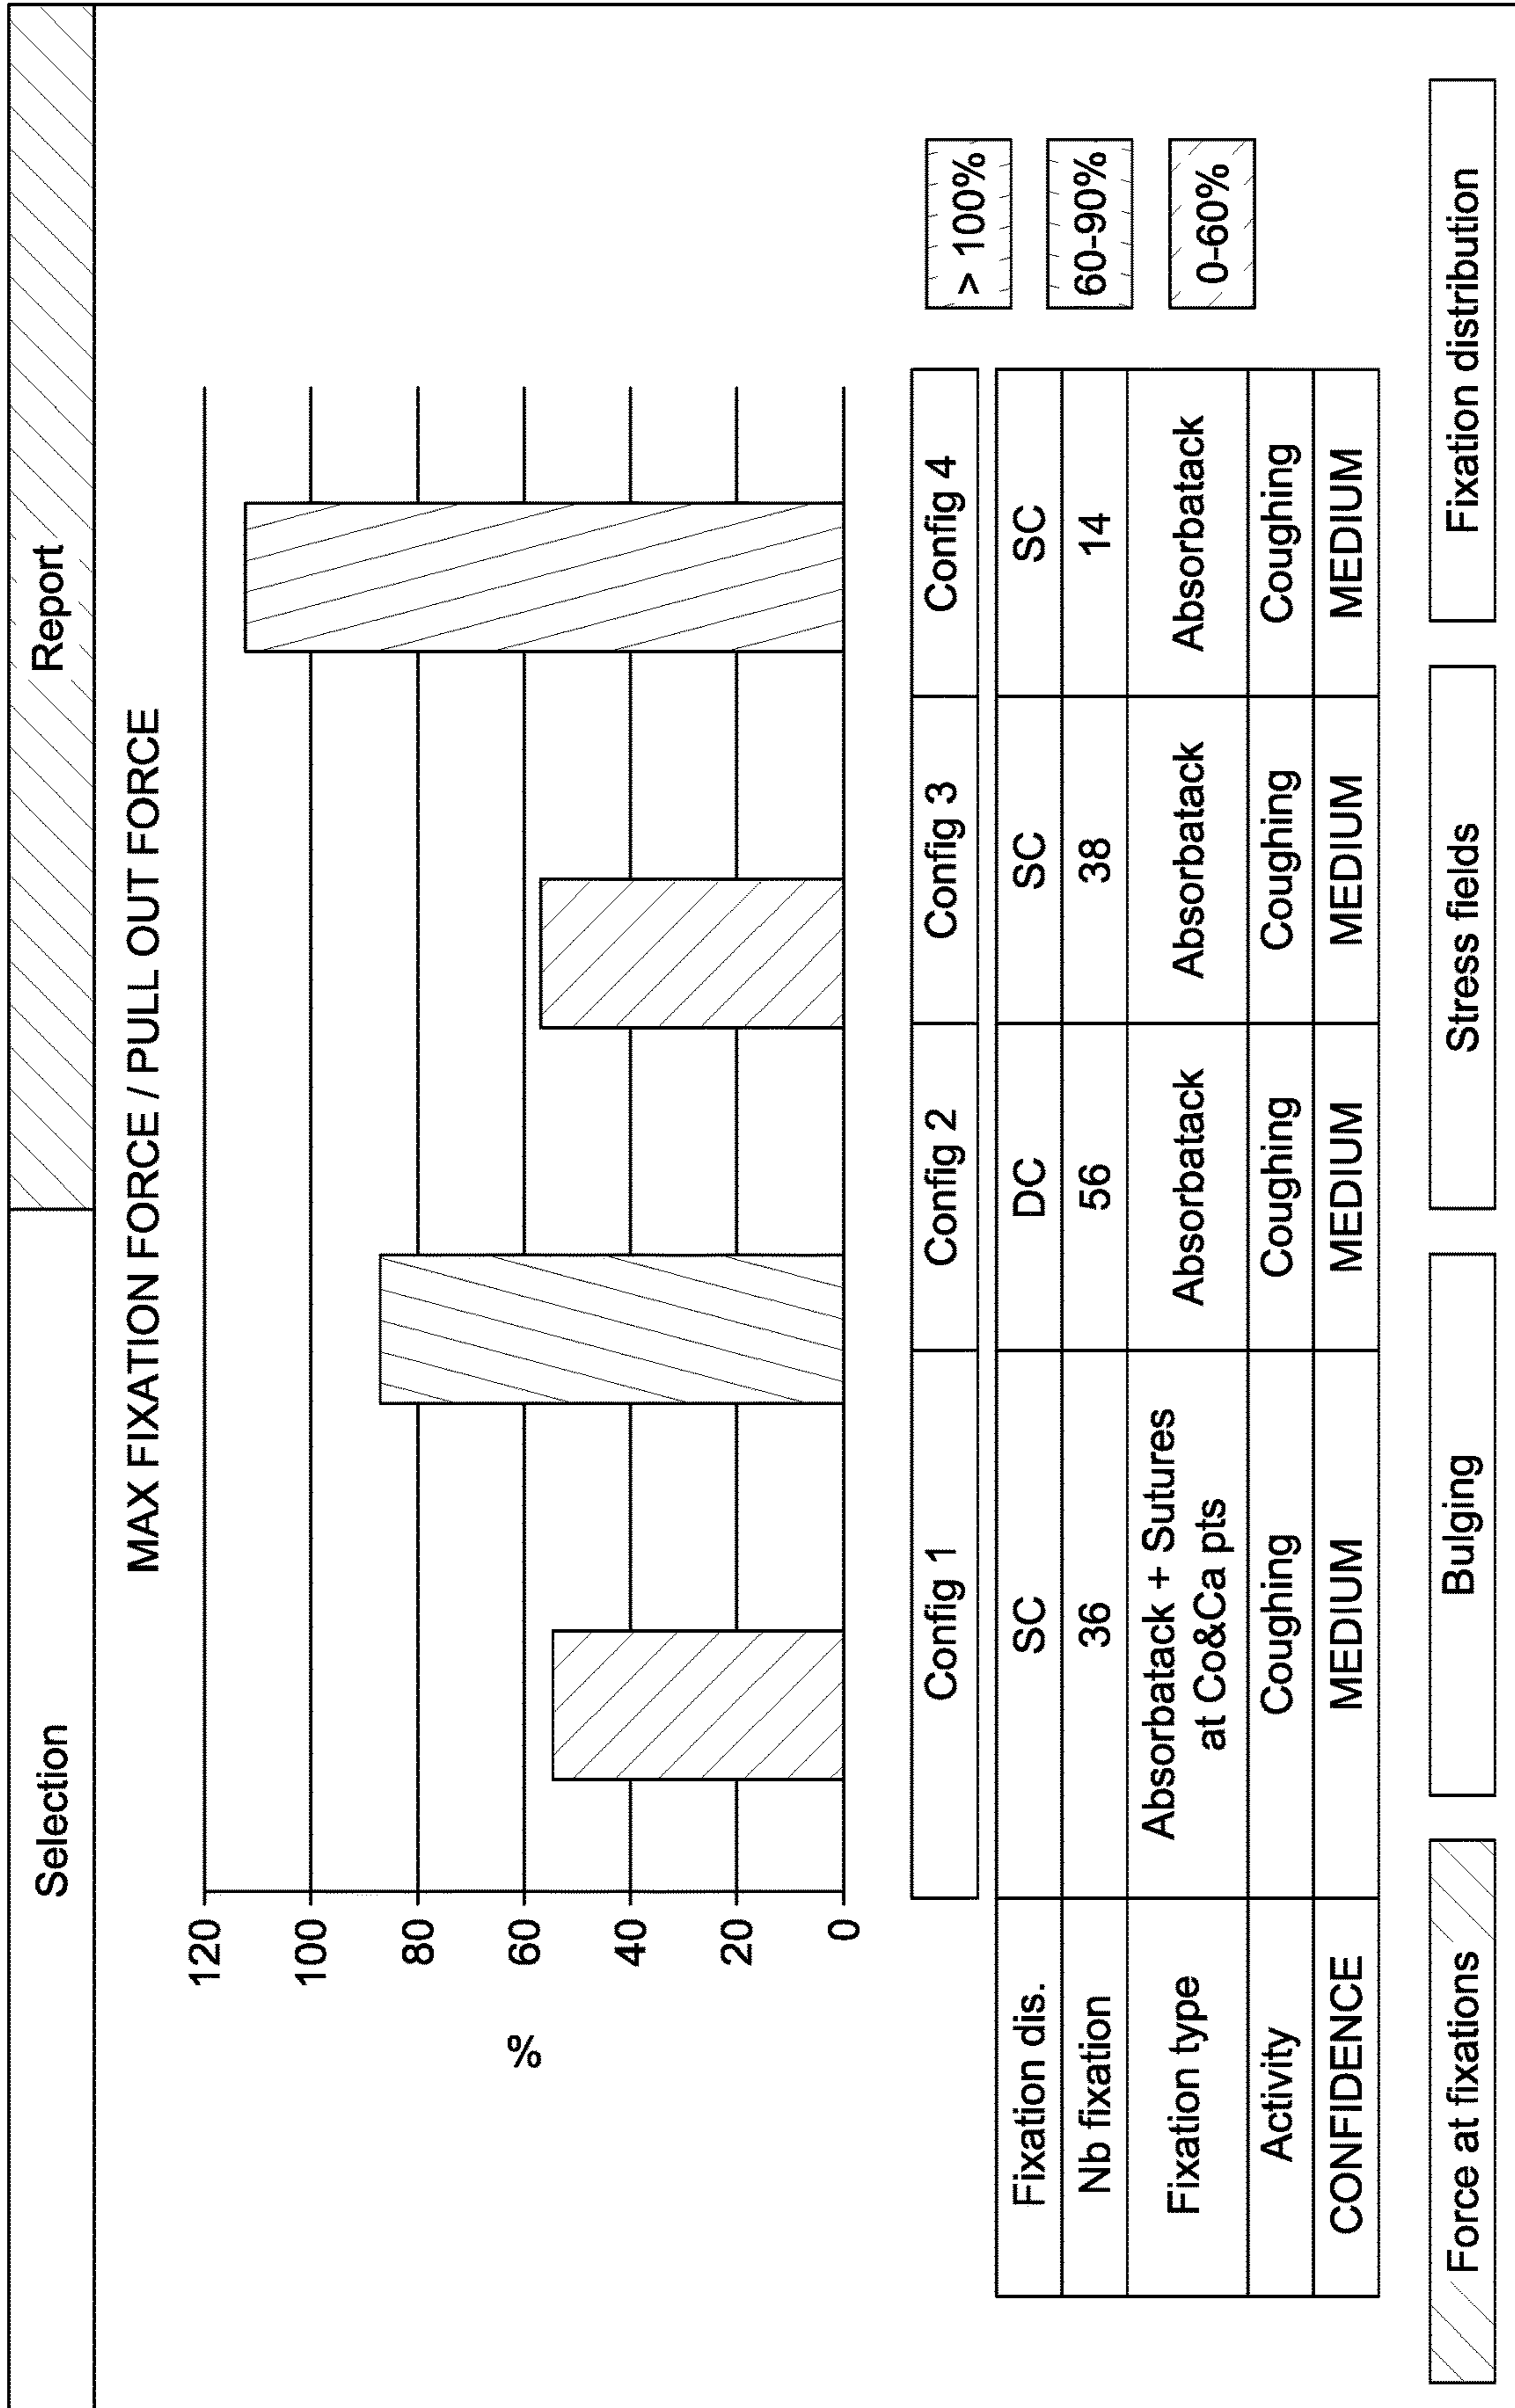 Selection
Report
MAX FIXATION FORCE / PULL OUT FORCE
%
120
100
80
60
40
20
0
Config 1 Config 2 Config 3 Config 4
Fixation dis. SC DC SC SC
Nb fixation 36 56 38 14
Fixation type Absorbatack + Sutures at Co&Ca pts Absorbatack Absorbatack Absorbatack
Activity Coughing Coughing Coughing Coughing
CONFIDENCE MEDIUM MEDIUM MEDIUM MEDIUM
> 100%
60-90%
0-60%
Force at fixations
Bulging
Stress fields
Fixation distribution